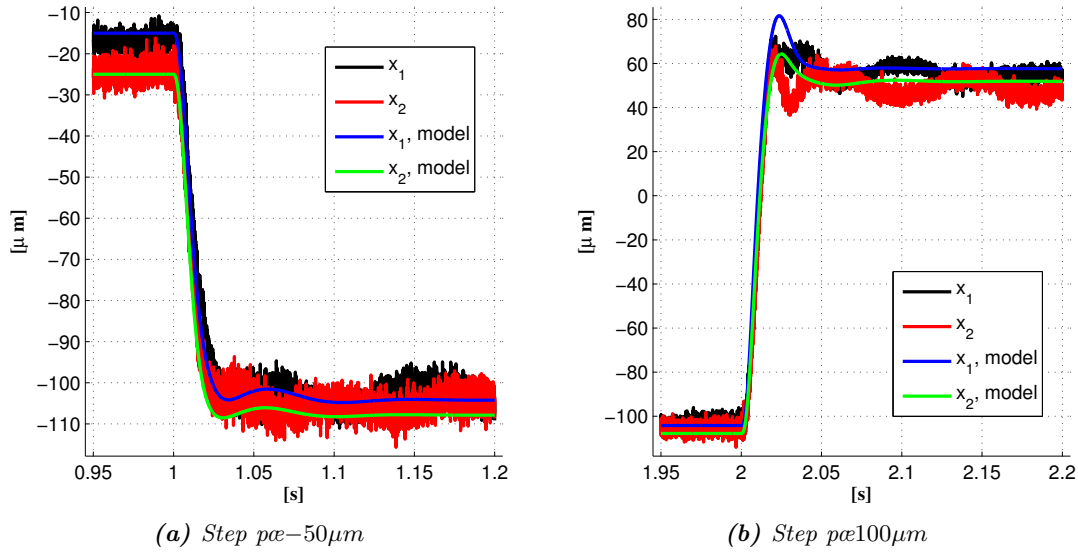 −10
−20
−30
−40
−50
−60
−70
−80
−90
−100
−110
[μ m]
0.95 1 1.05 1.1 1.15 1.2
[s]
x1
x2
x1, model
x2, model
(a) Step pœ−50μm
100
80
60
40
20
0
−20
−40
−60
−80
−100
[μ m]
1.95 2 2.05 2.1 2.15 2.2
[s]
x1
x2
x1, model
x2, model
(b) Step pœ100μm